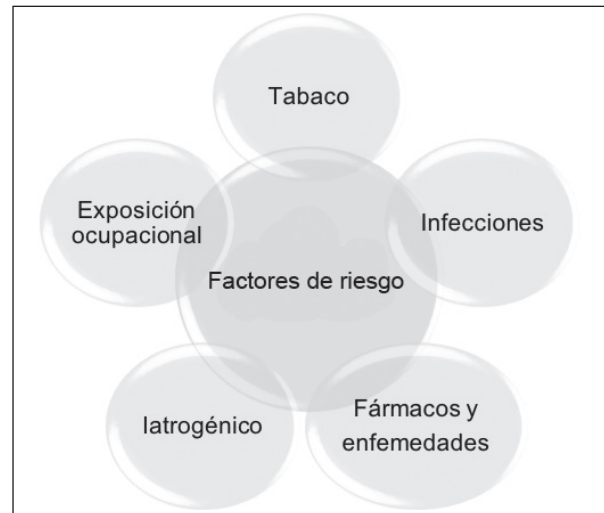 Tabaco
Exposición
ocupacional
Infecciones
Factores de riesgo
Iatrogénico
Fármacos y
enfemedades